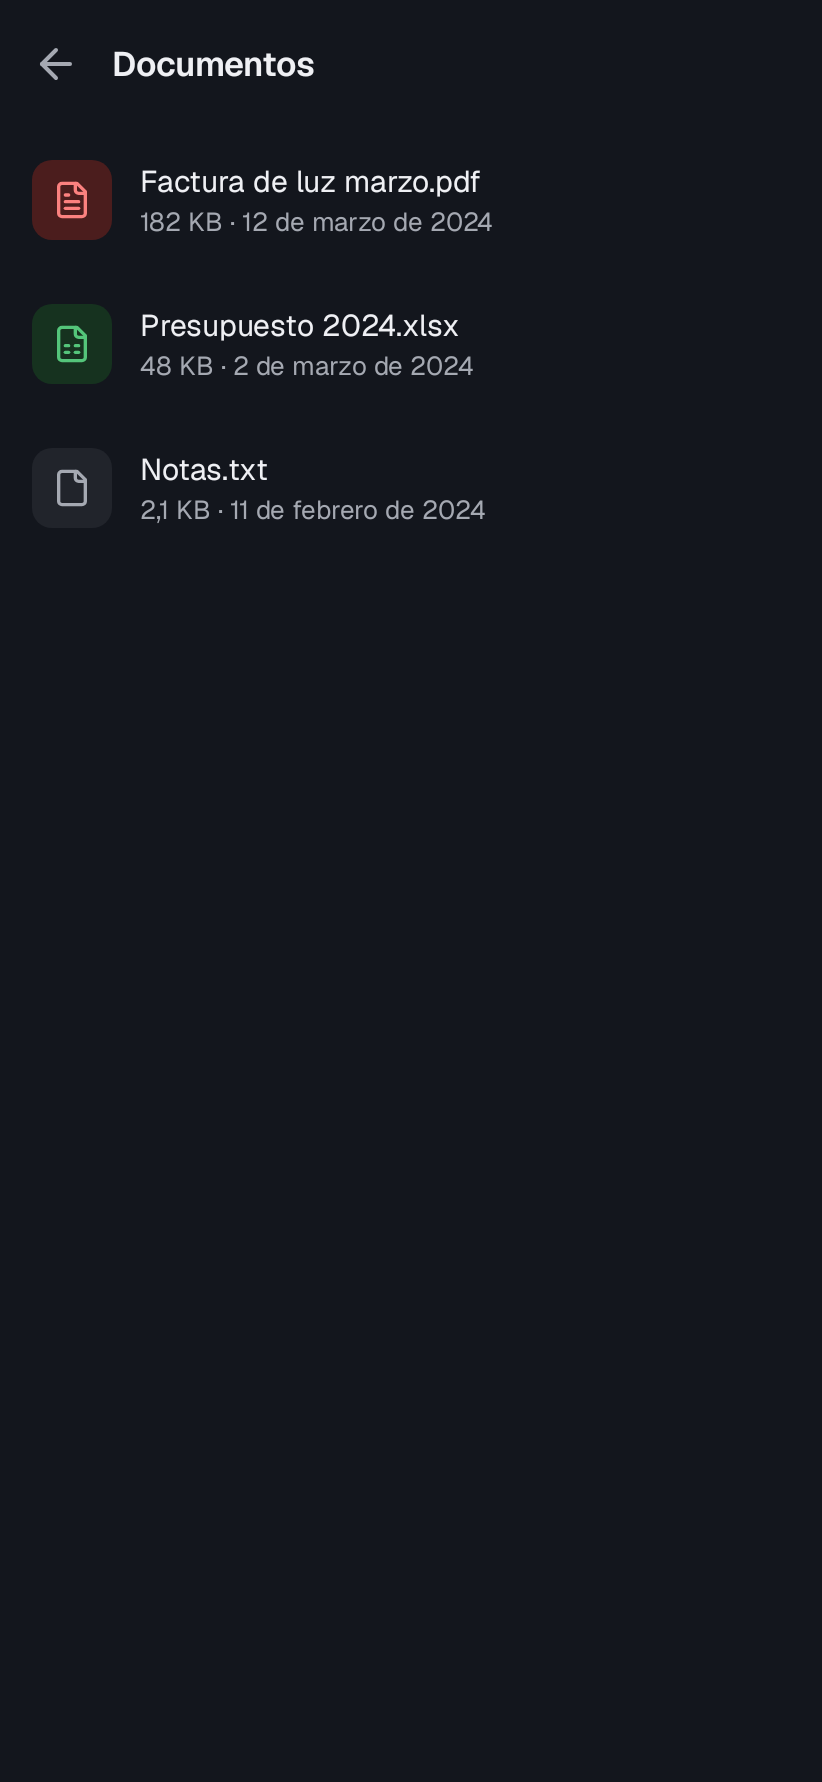 Documentos
Factura de luz marzo.pdf
182 KB · 12 de marzo de 2024
Presupuesto 2024.xlsx
48 KB · 2 de marzo de 2024
Notas.txt
2,1 KB · 11 de febrero de 2024